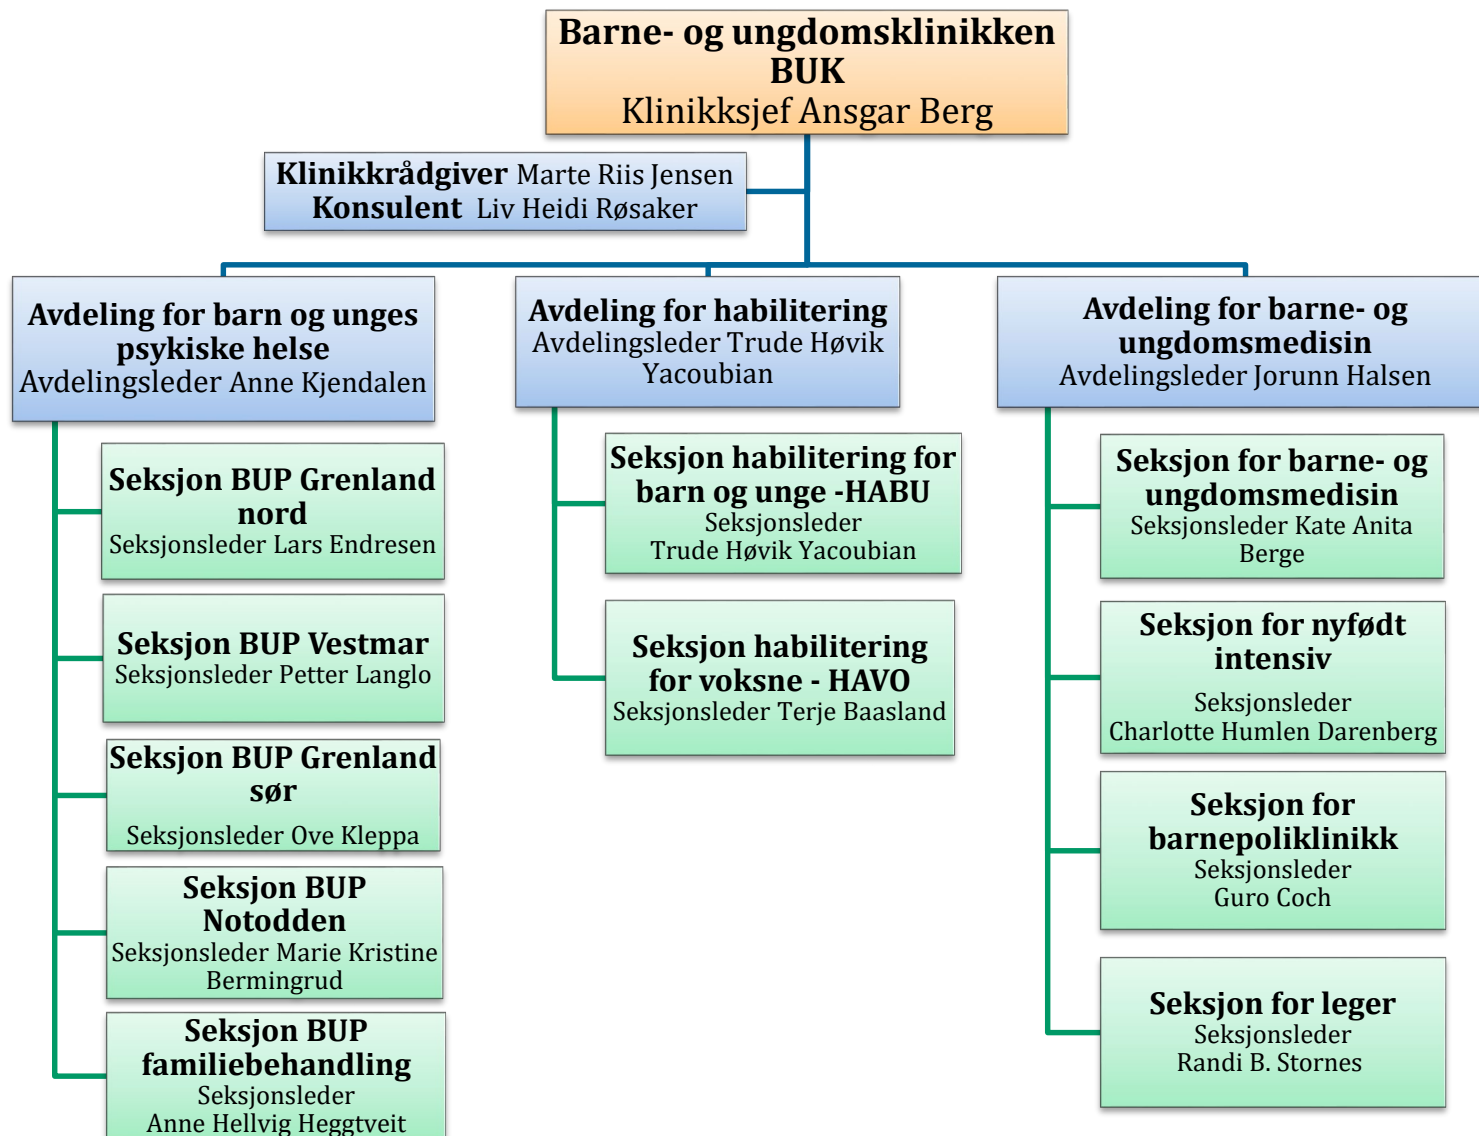 Barne- og ungdomsklinikken
BUK
Klinikksjef Ansgar Berg
Klinikkrådgiver Marte Riis Jensen
Konsulent Liv Heidi Røsaker
Avdeling for barn og unges
psykiske helse
Avdelingsleder Anne Kjendalen
Seksjon BUP Grenland
nord
Seksjonsleder Lars Endresen
Seksjon BUP Vestmar
Seksjonsleder Petter Langlo
Seksjon BUP Grenland
sør
Seksjonsleder Ove Kleppa
Seksjon BUP
Notodden
Seksjonsleder Marie Kristine
Bermingrud
Seksjon BUP
familiebehandling
Seksjonsleder
Anne Hellvig Heggtveit
Avdeling for habilitering
Avdelingsleder Trude Høvik
Yacoubian
Seksjon habilitering for
barn og unge -HABU
Seksjonsleder
Trude Høvik Yacoubian
Seksjon habilitering
for voksne - HAVO
Seksjonsleder Terje Baasland
Avdeling for barne- og
ungdomsmedisin
Avdelingsleder Jorunn Halsen
Seksjon for barne- og
ungdomsmedisin
Seksjonsleder Kate Anita
Berge
Seksjon for nyfødt
intensiv
Seksjonsleder
Charlotte Humlen Darenberg
Seksjon for
barnepoliklinikk
Seksjonsleder
Guro Coch
Seksjon for leger
Seksjonsleder
Randi B. Stornes